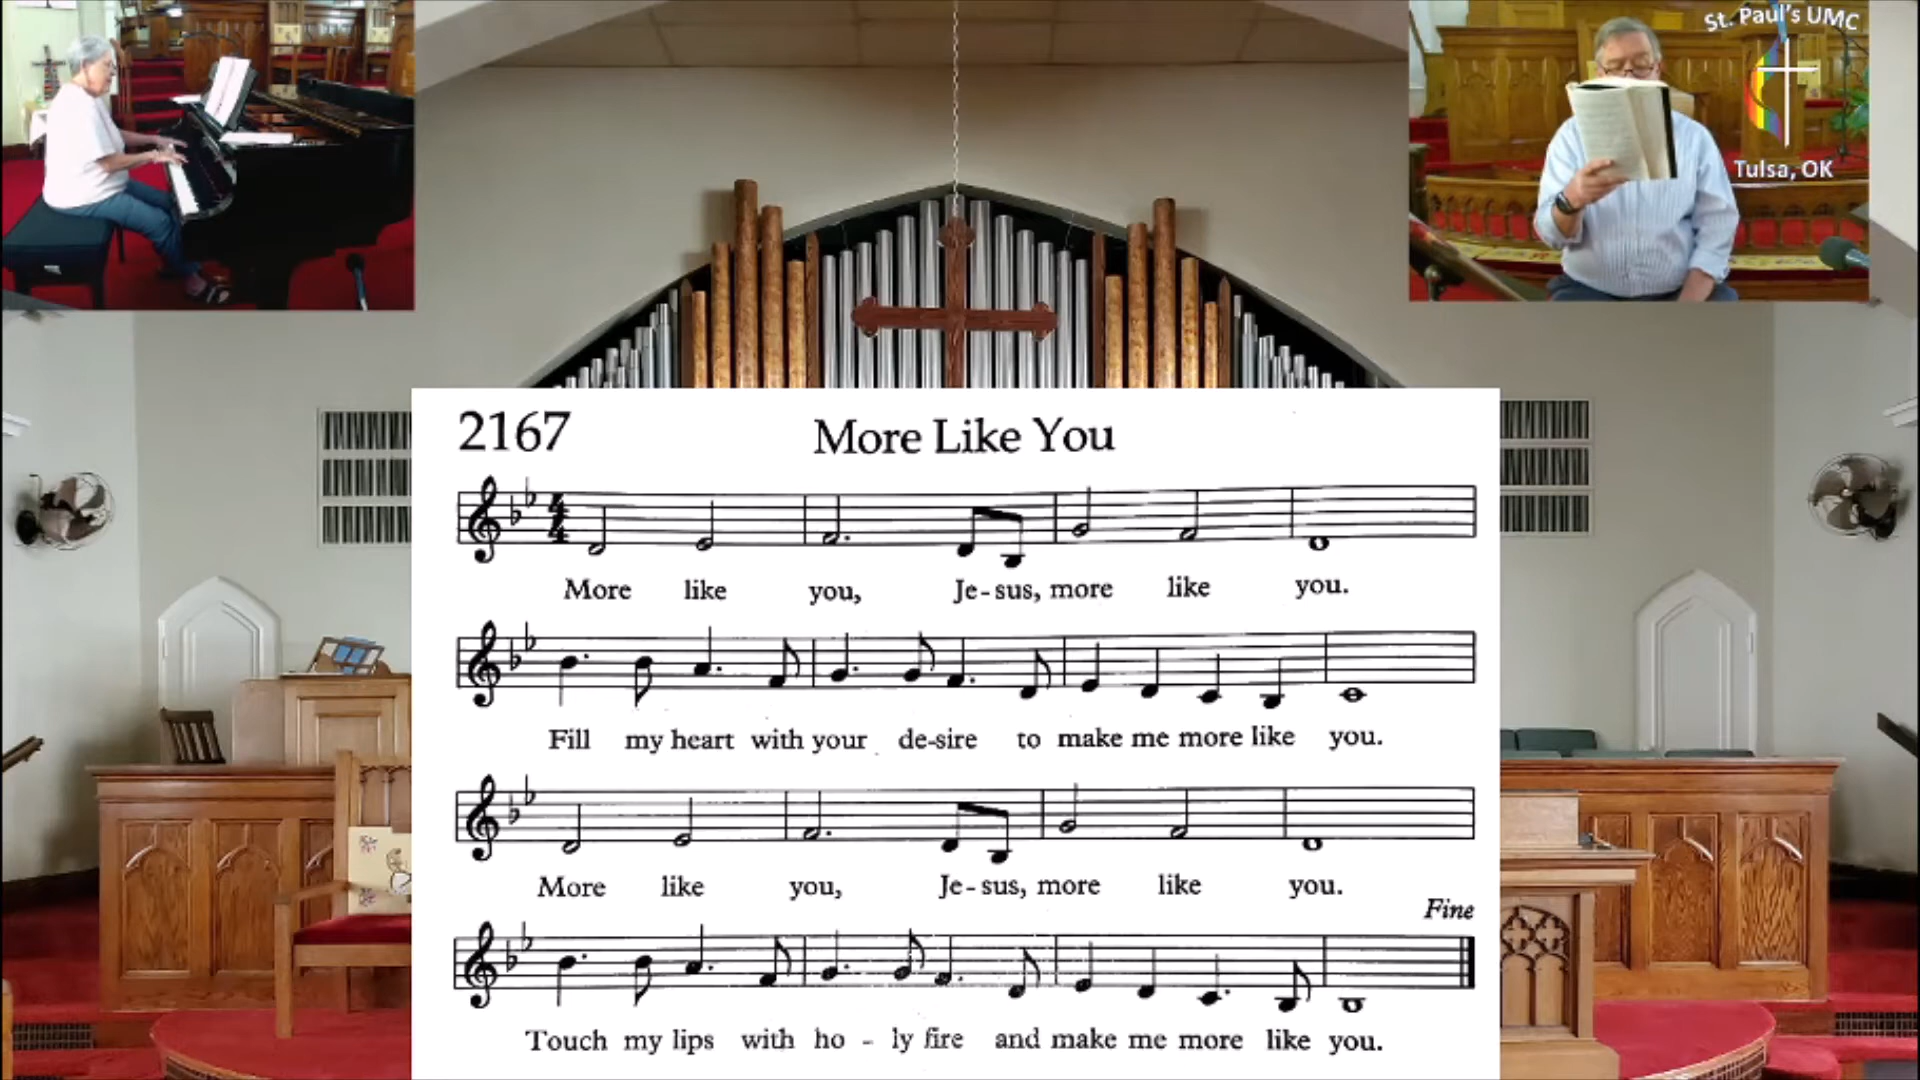 St. Paul's UMC
Tulsa, OK
2167 More Like You
More like you, Je-sus, more like you.
Fill my heart with your de-sire to make me more like you.
More like you, Je-sus, more like you.
Fine
Touch my lips with ho - ly fire and make me more like you.